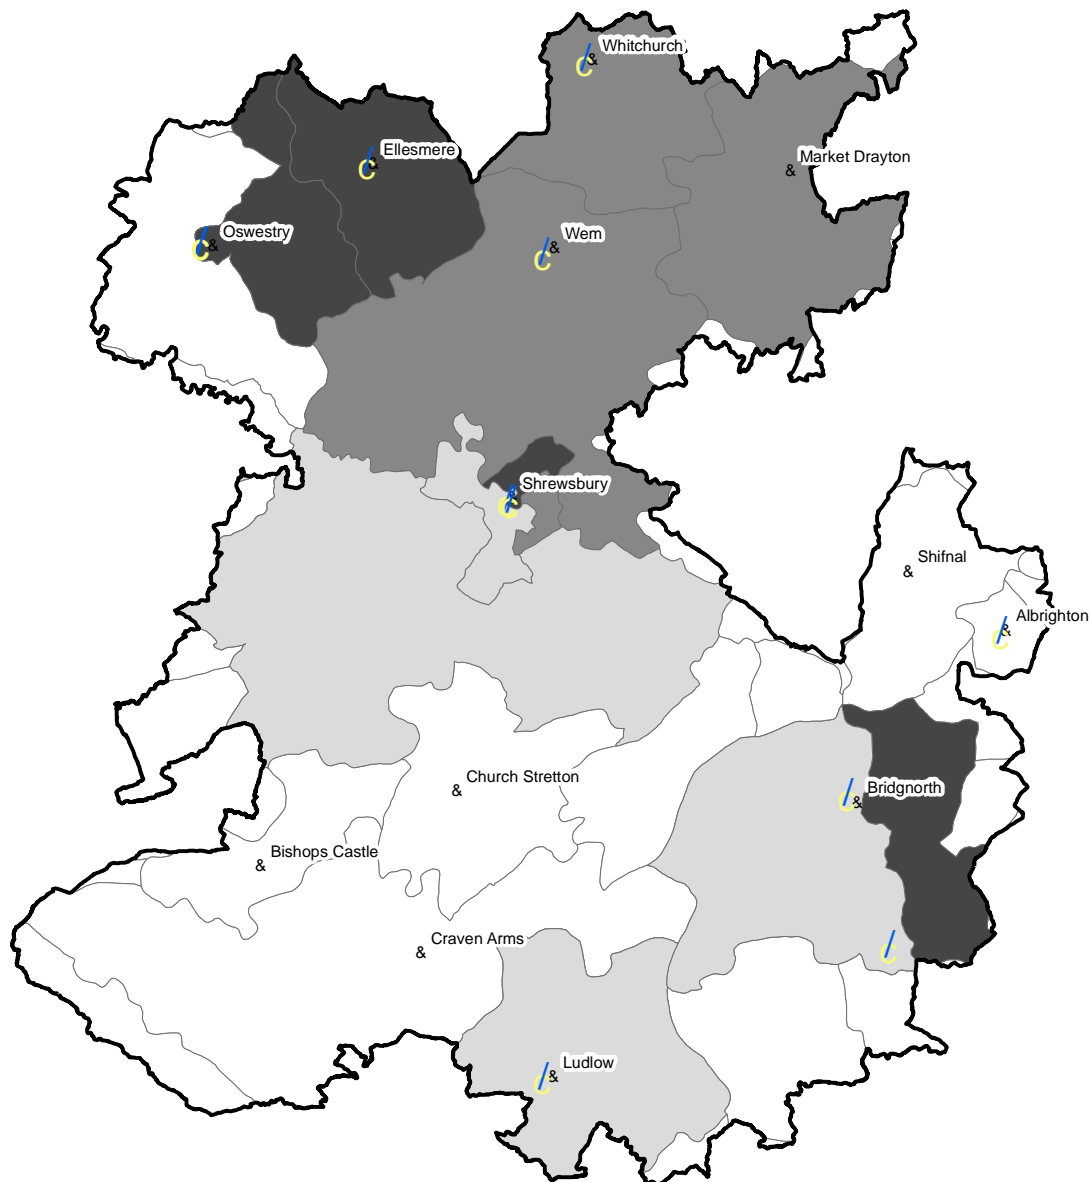 Whitchurch
&
C
Ellesmere
&
C
Market Drayton
&
Oswestry
&
C
Wem
&
C
Shrewsbury
C
Shifnal
&
Albrighton
&
C
Church Stretton
&
Bridgnorth
&
C
Bishops Castle
&
Craven Arms
&
C
Ludlow
&
C